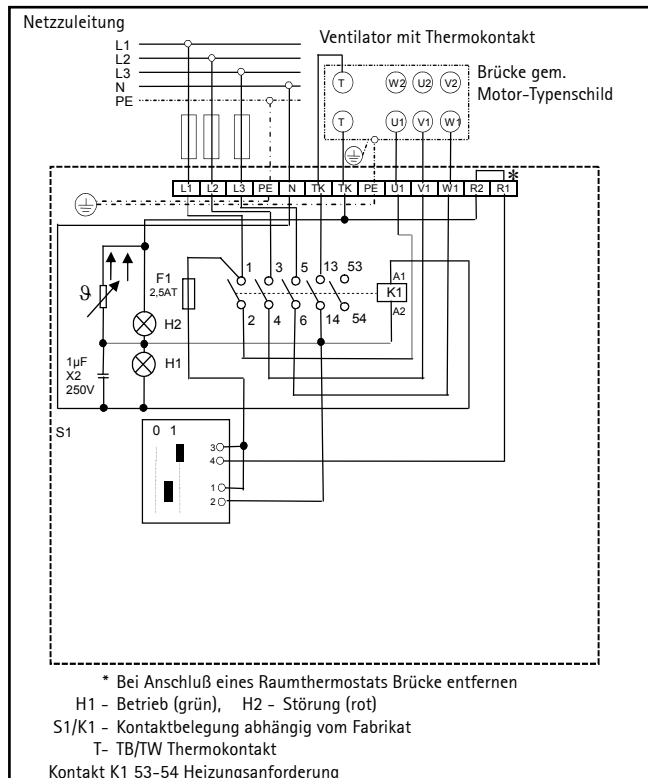 Netzzuleitung
Ventilator mit Thermokontakt
L1
L2
L3
N
PE
T W2 U2 V2
Brücke gem.
Motor-Typenschild
T U1 V1 W1
L1 L2 L3 PE N TK TK PE U1 V1 W1 R2 R1 *
1 3 5 13 53
F1
2,5AT
ϑ
A1
K1
A2
2 4 6 14 54
H2
H1
1µF
X2
250V
S1
0 1
3
4
1
2
* Bei Anschluß eines Raumthermostats Brücke entfernen
H1 - Betrieb (grün), H2 - Störung (rot)
S1/K1 - Kontaktbelegung abhängig vom Fabrikat
T- TB/TW Thermokontakt
Kontakt K1 53-54 Heizungsanforderung